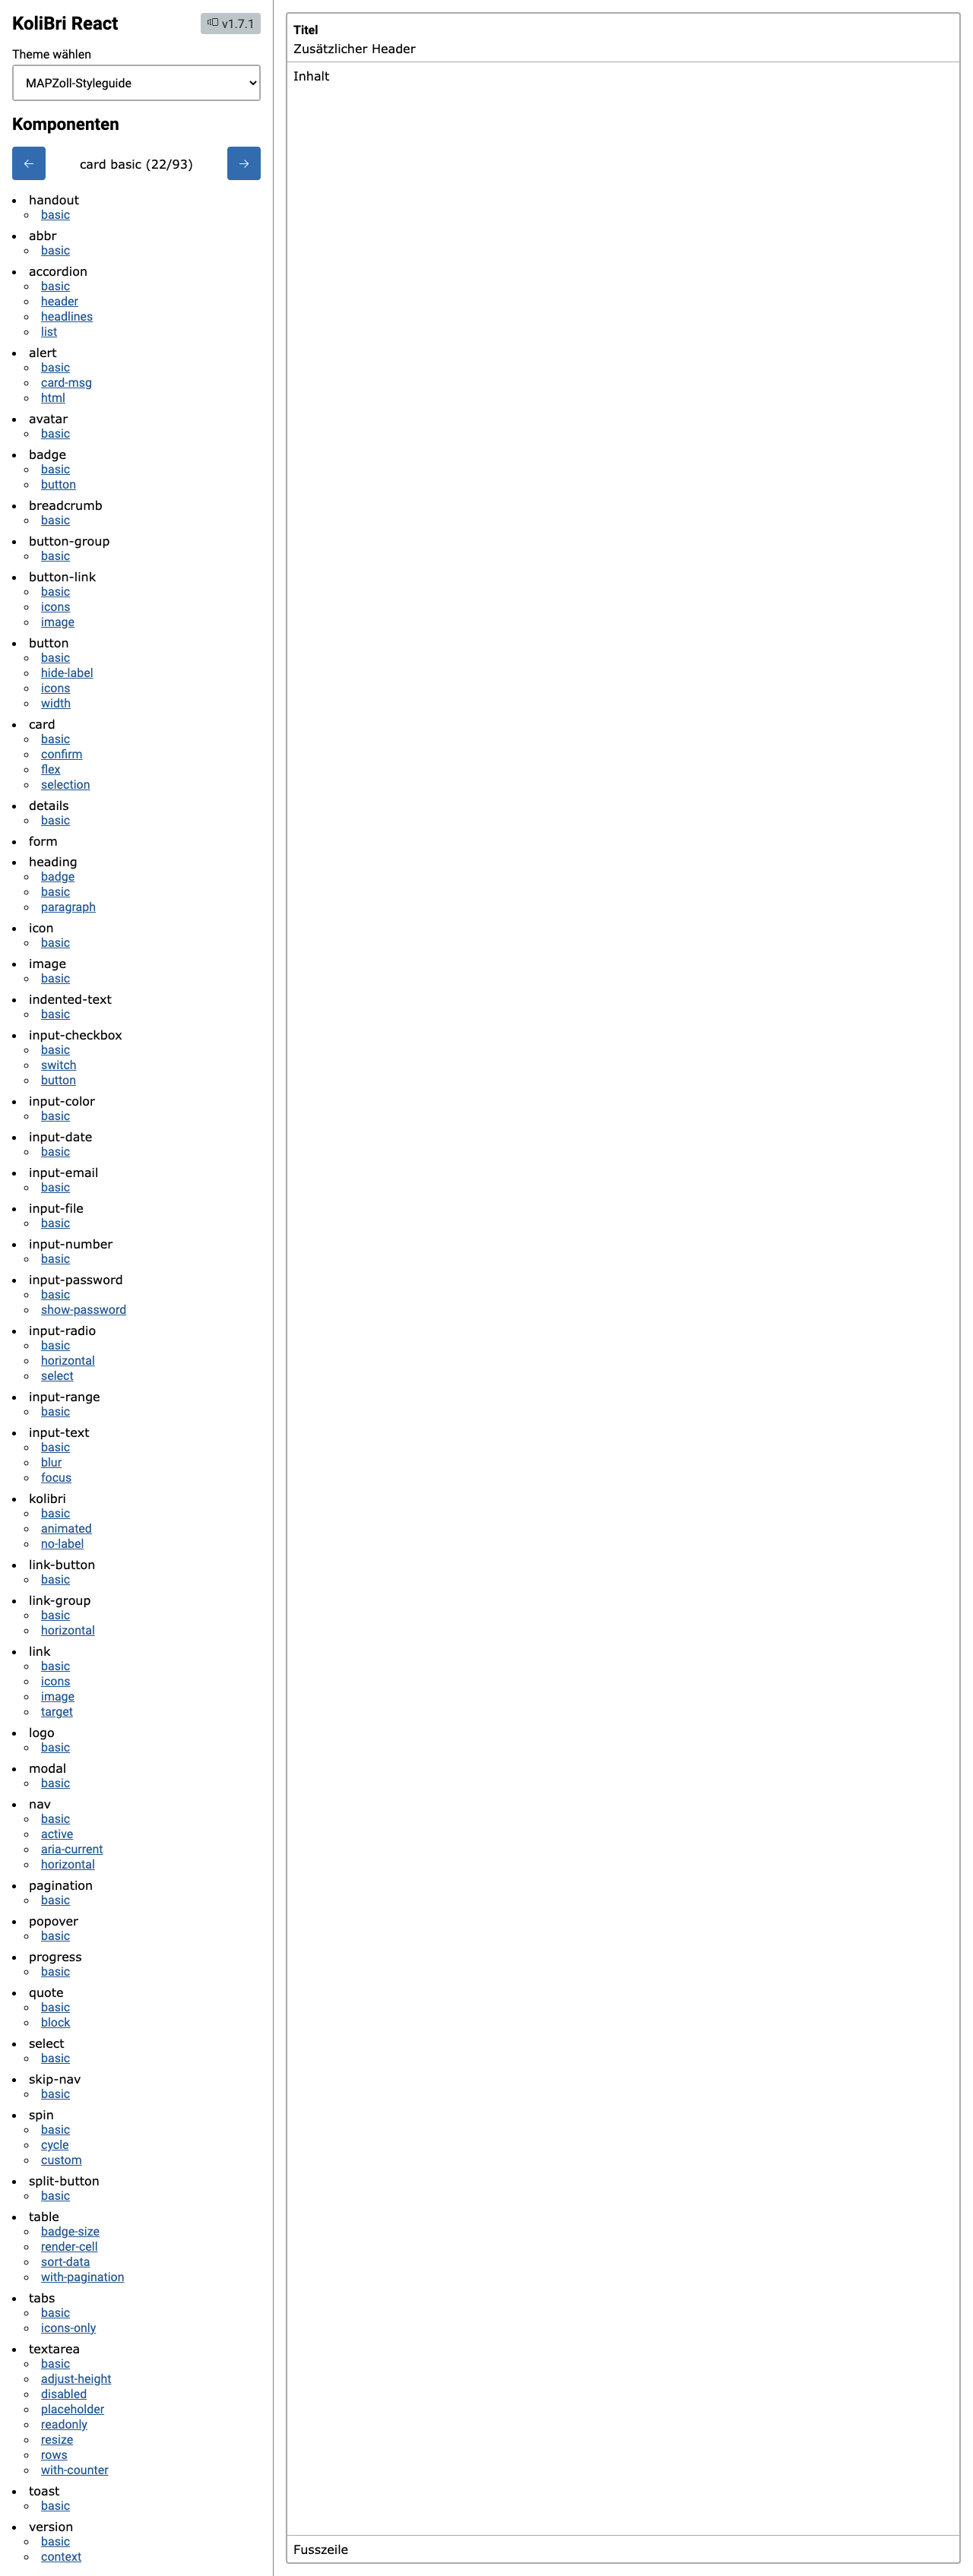 KoliBri React
v1.7.1
Theme wählen
MAPZoll-Styleguide
Komponenten
← card basic (22/93) →
handout
basic
abbr
basic
accordion
basic
header
headlines
list
alert
basic
card-msg
html
avatar
basic
badge
basic
button
breadcrumb
basic
button-group
basic
button-link
basic
icons
image
button
basic
hide-label
icons
width
card
basic
confirm
flex
selection
details
basic
form
heading
badge
basic
paragraph
icon
basic
image
basic
indented-text
basic
input-checkbox
basic
switch
button
input-color
basic
input-date
basic
input-email
basic
input-file
basic
input-number
basic
input-password
basic
show-password
input-radio
basic
horizontal
select
input-range
basic
input-text
basic
blur
focus
kolibri
basic
animated
no-label
link-button
basic
link-group
basic
horizontal
link
basic
icons
image
target
logo
basic
modal
basic
nav
basic
active
aria-current
horizontal
pagination
basic
popover
basic
progress
basic
quote
basic
block
select
basic
skip-nav
basic
spin
basic
cycle
custom
split-button
basic
table
badge-size
render-cell
sort-data
with-pagination
tabs
basic
icons-only
textarea
basic
adjust-height
disabled
placeholder
readonly
resize
rows
with-counter
toast
basic
version
basic
context
Titel
Zusätzlicher Header
Inhalt
Fusszeile